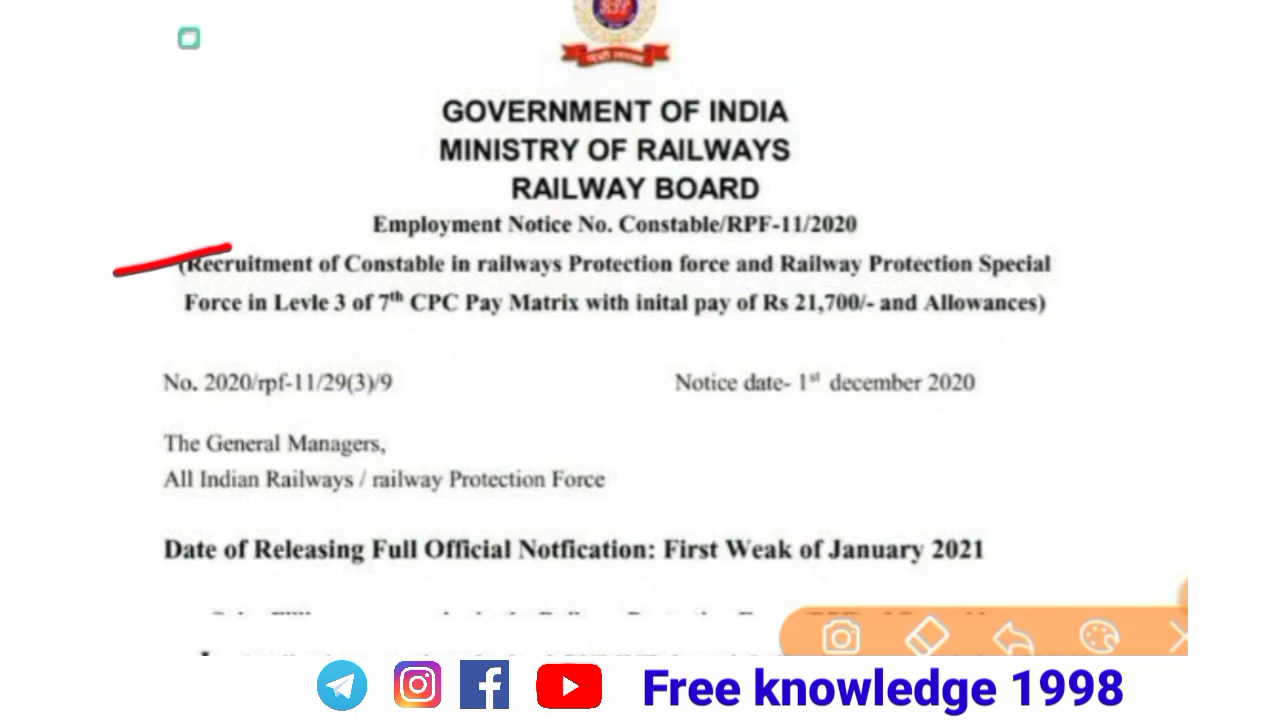 GOVERNMENT OF INDIA
MINISTRY OF RAILWAYS
RAILWAY BOARD
Employment Notice No. Constable/RPF-11/2020
(Recruitment of Constable in railways Protection force and Railway Protection Special
Force in Levle 3 of 7th CPC Pay Matrix with inital pay of Rs 21,700/- and Allowances)
No. 2020/rpf-11/29(3)/9
Notice date- 1st december 2020
The General Managers,
All Indian Railways / railway Protection Force
Date of Releasing Full Official Notfication: First Weak of January 2021
Free knowledge 1998